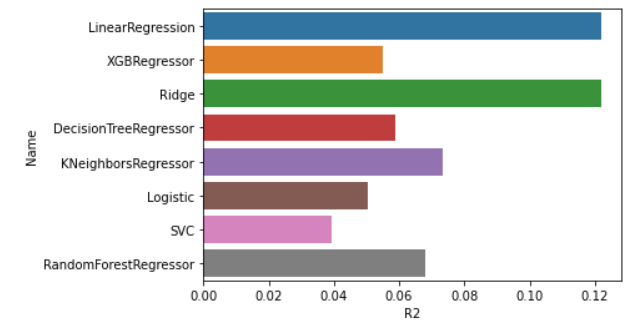 LinearRegression
XGBRegressor
Ridge
DecisionTreeRegressor
KNeighborsRegressor
Logistic
SVC
RandomForestRegressor
Name
0.00 0.02 0.04 0.06 0.08 0.10 0.12
R2